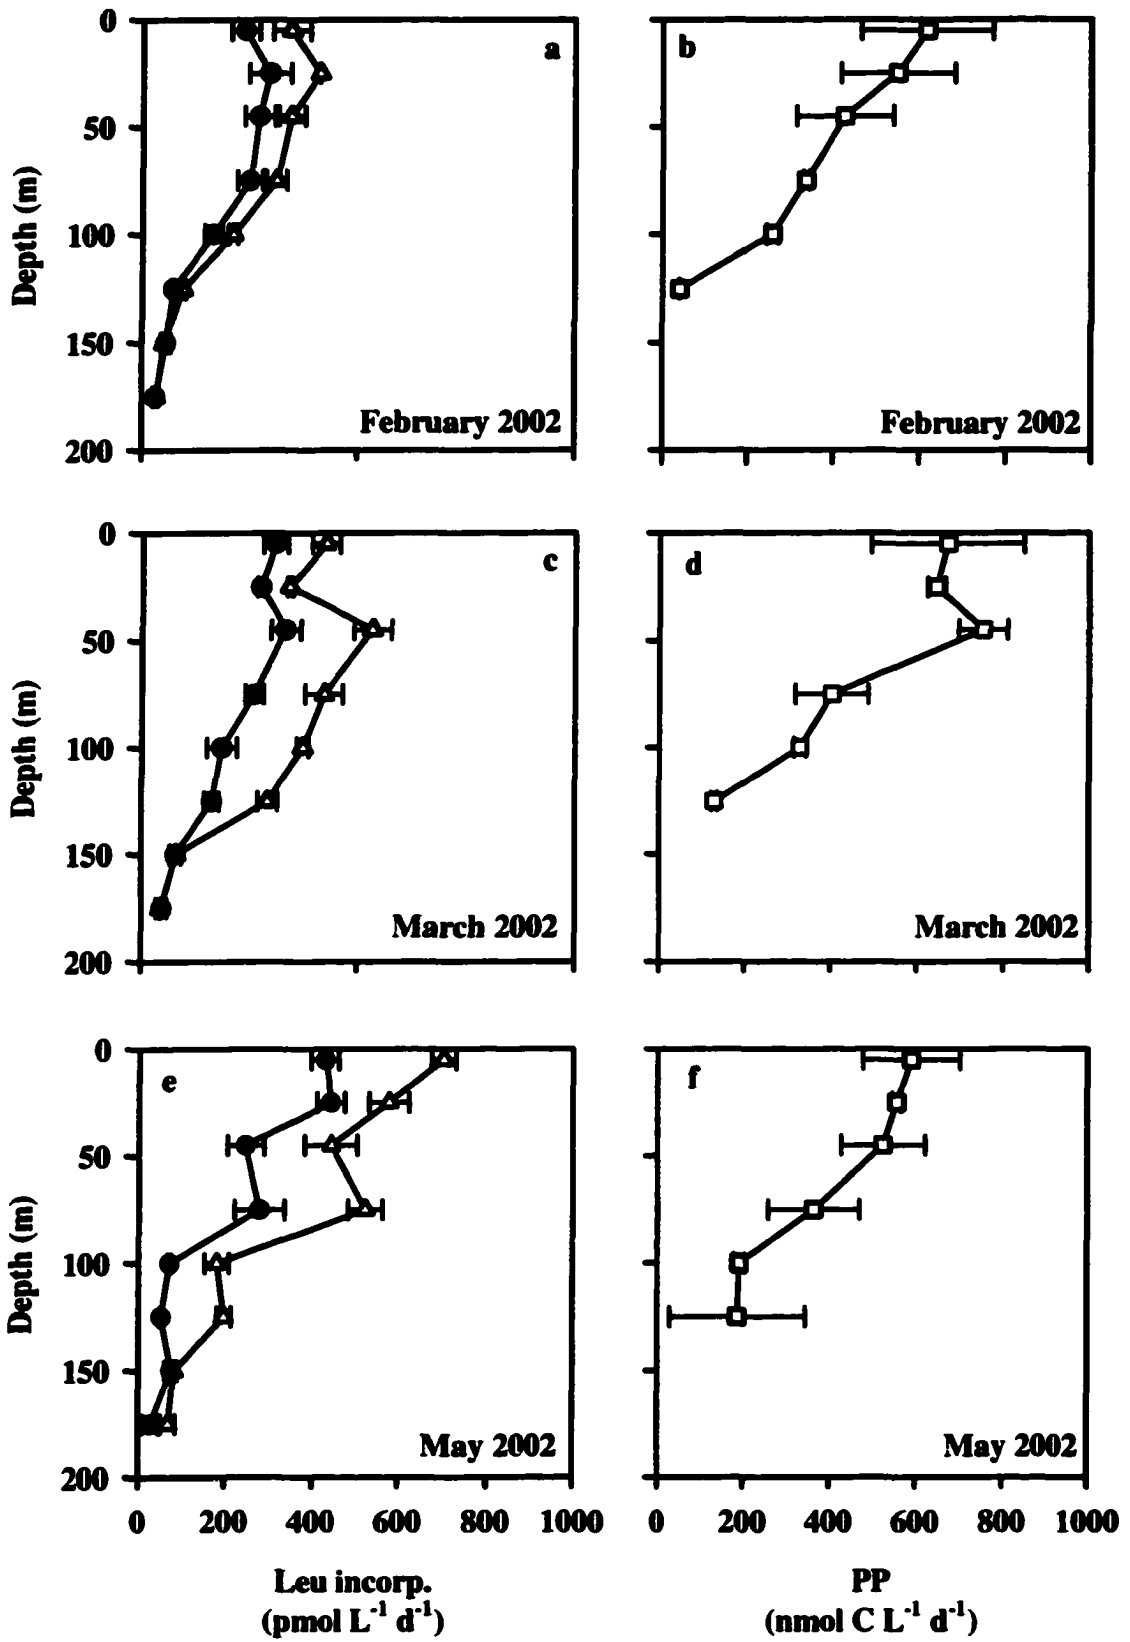 0
50
100
150
200
Depth (m)
a
February 2002
b
February 2002
0
50
100
150
200
Depth (m)
c
March 2002
d
March 2002
0
50
100
150
200
Depth (m)
e
May 2002
f
May 2002
0 200 400 600 800 1000
0 200 400 600 800 1000
Leu incorp.
(pmol L⁻¹ d⁻¹)
PP
(nmol C L⁻¹ d⁻¹)